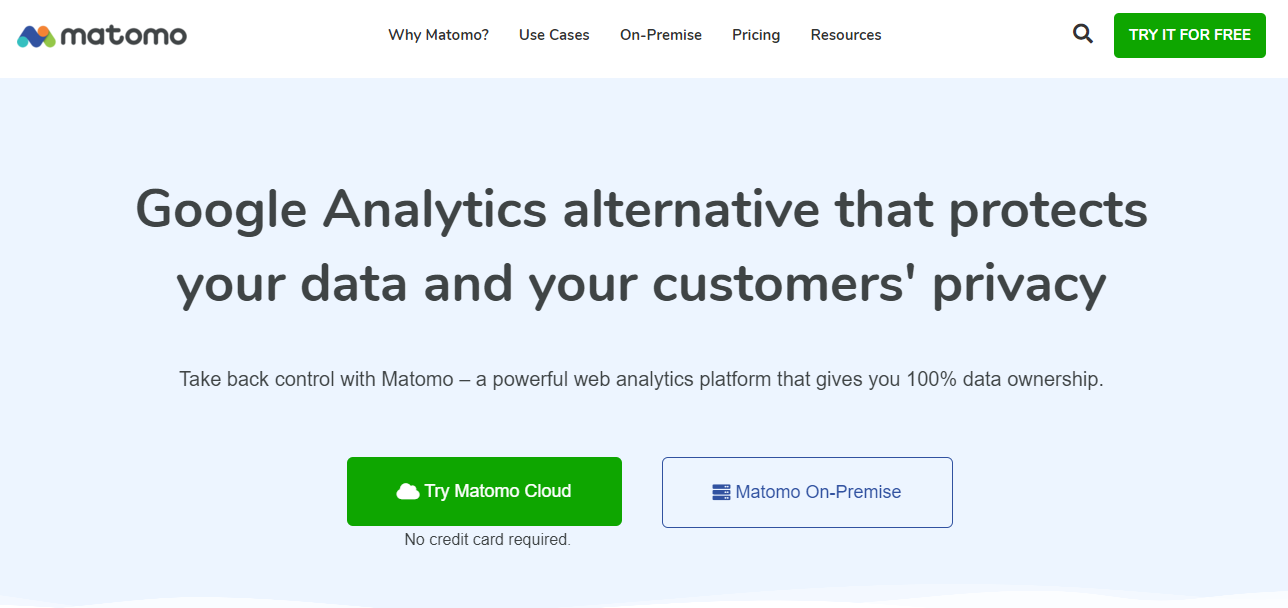 matomo
Why Matomo? Use Cases On-Premise Pricing Resources
TRY IT FOR FREE
Google Analytics alternative that protects
your data and your customers' privacy
Take back control with Matomo – a powerful web analytics platform that gives you 100% data ownership.
Try Matomo Cloud
Matomo On-Premise
No credit card required.